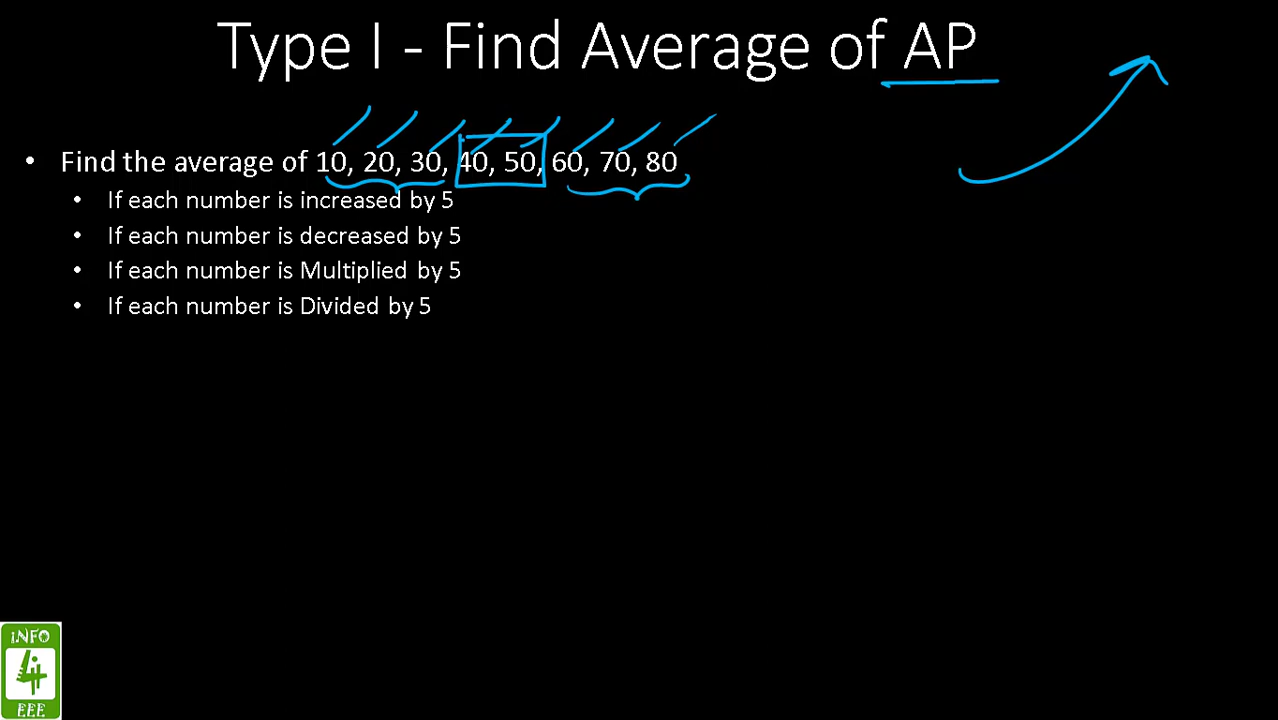 Type I - Find Average of AP
• Find the average of 10, 20, 30, 40, 50, 60, 70, 80
• If each number is increased by 5
• If each number is decreased by 5
• If each number is Multiplied by 5
• If each number is Divided by 5
iNFO
4
EEE